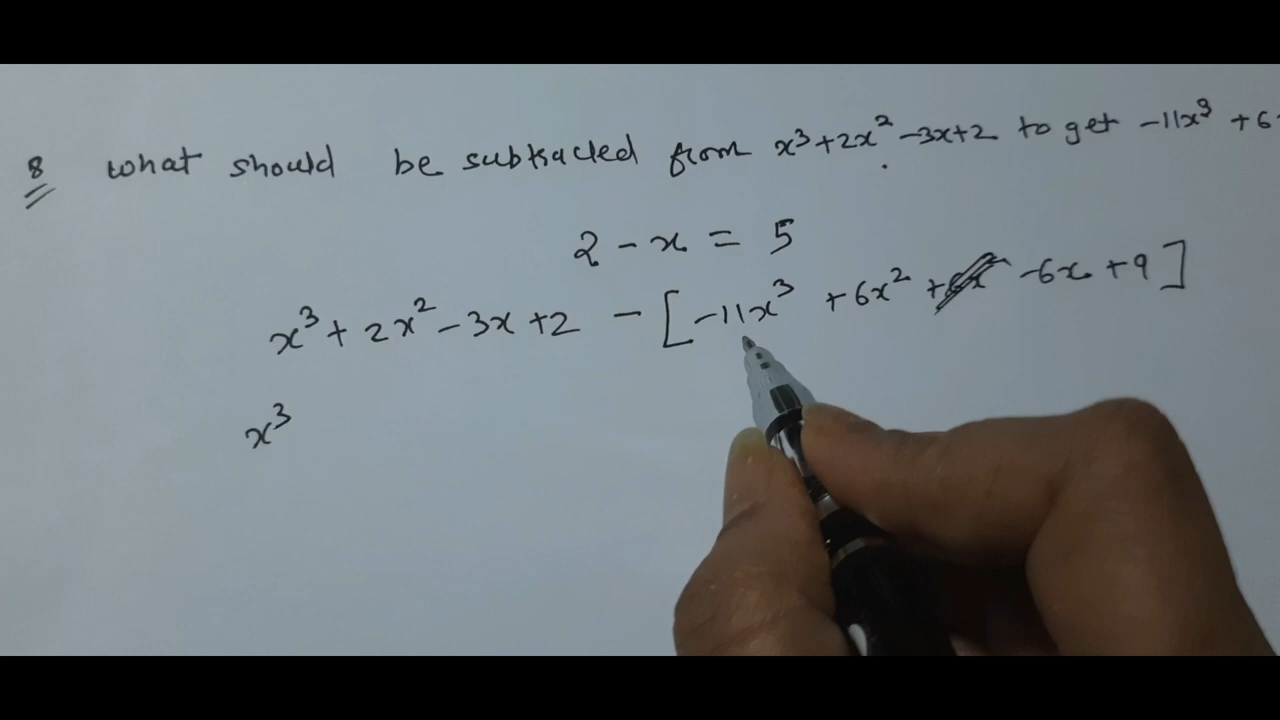 8 what should be subtracted from x³+2x²-3x+2 to get -11x³ +6
2 - x = 5
x³+ 2x² - 3x +2 - [-11x³ +6x² + -6x +9]
x³